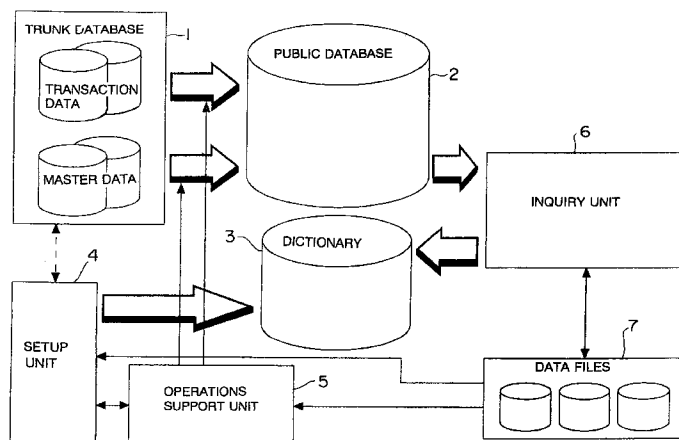 TRUNK DATABASE
1
TRANSACTION
DATA
MASTER DATA
PUBLIC DATABASE
2
6
INQUIRY UNIT
3
DICTIONARY
4
SETUP
UNIT
OPERATIONS
SUPPORT UNIT
5
7
DATA FILES